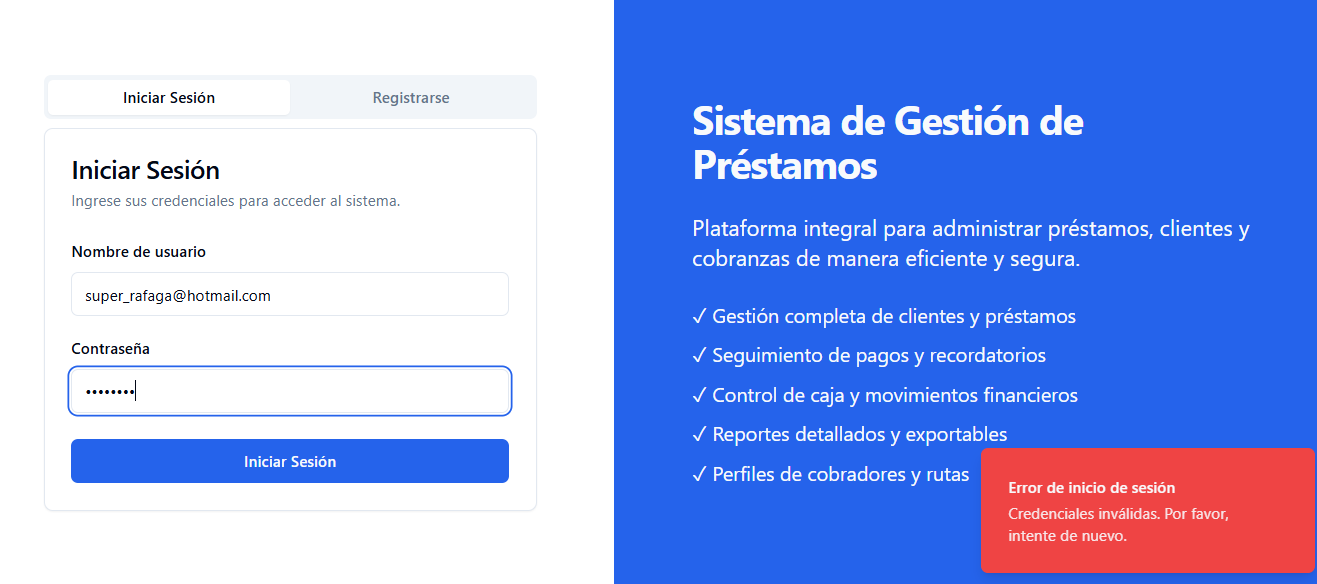 Iniciar Sesión
Registrarse
Iniciar Sesión
Ingrese sus credenciales para acceder al sistema.
Nombre de usuario
super_rafaga@hotmail.com
Contraseña
••••••••
Iniciar Sesión
Sistema de Gestión de
Préstamos
Plataforma integral para administrar préstamos, clientes y
cobranzas de manera eficiente y segura.
✓ Gestión completa de clientes y préstamos
✓ Seguimiento de pagos y recordatorios
✓ Control de caja y movimientos financieros
✓ Reportes detallados y exportables
✓ Perfiles de cobradores y rutas
Error de inicio de sesión
Credenciales inválidas. Por favor,
intente de nuevo.